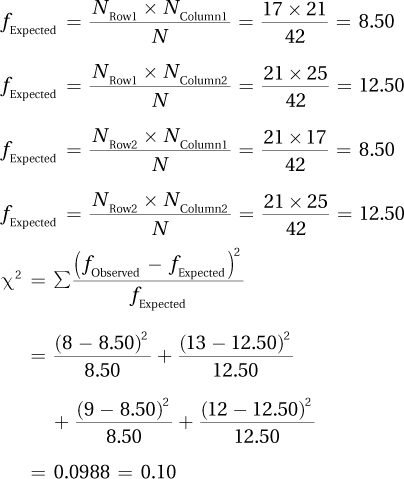 f_Expected = (N_Row1 × N_Column1)/N = (17 × 21)/42 = 8.50
f_Expected = (N_Row1 × N_Column2)/N = (21 × 25)/42 = 12.50
f_Expected = (N_Row2 × N_Column1)/N = (21 × 17)/42 = 8.50
f_Expected = (N_Row2 × N_Column2)/N = (21 × 25)/42 = 12.50
χ² = ∑(f_Observed − f_Expected)²/f_Expected
= (8 − 8.50)²/8.50 + (13 − 12.50)²/12.50
+ (9 − 8.50)²/8.50 + (12 − 12.50)²/12.50
= 0.0988 = 0.10